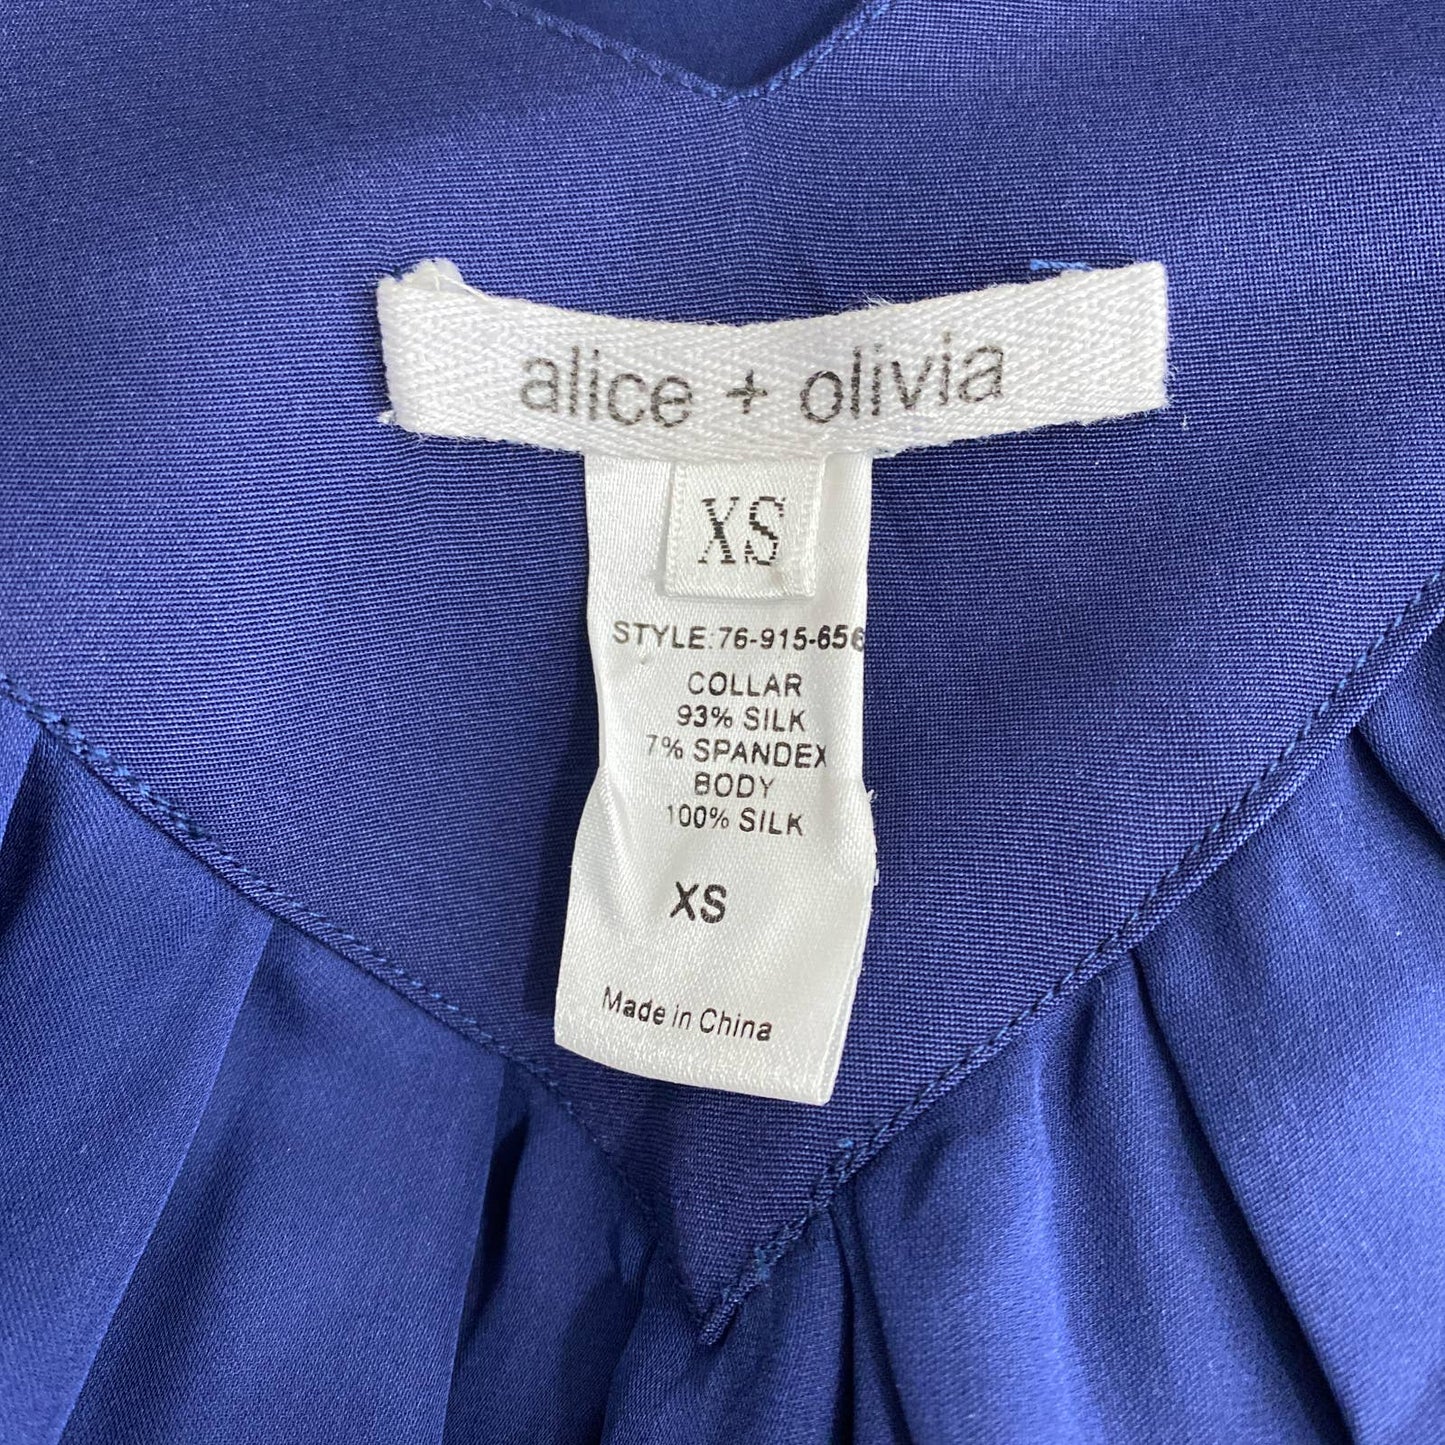 alice + olivia
XS
STYLE:76-915-656
COLLAR
93% SILK
7% SPANDEX
BODY
100% SILK
XS
Made in China